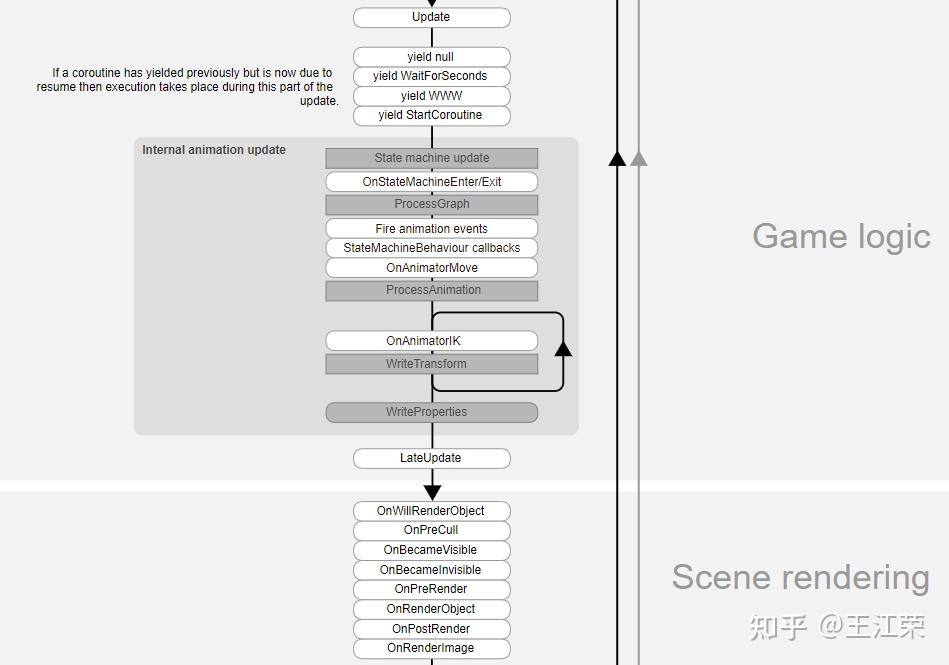 Update
yield null
If a coroutine has yielded previously but is now due to
yield WaitForSeconds
resume then execution takes place during this part of the
yield WWW
update.
yield StartCoroutine
Internal animation update
State machine update
OnStateMachineEnter/Exit
ProcessGraph
Fire animation events
StateMachineBehaviour callbacks
OnAnimatorMove
ProcessAnimation
OnAnimatorIK
WriteTransform
WriteProperties
LateUpdate
Game logic
OnWillRenderObject
OnPreCull
OnBecameVisible
OnBecameInvisible
OnPreRender
OnRenderObject
OnPostRender
OnRenderImage
Scene rendering
知乎 @王江荣